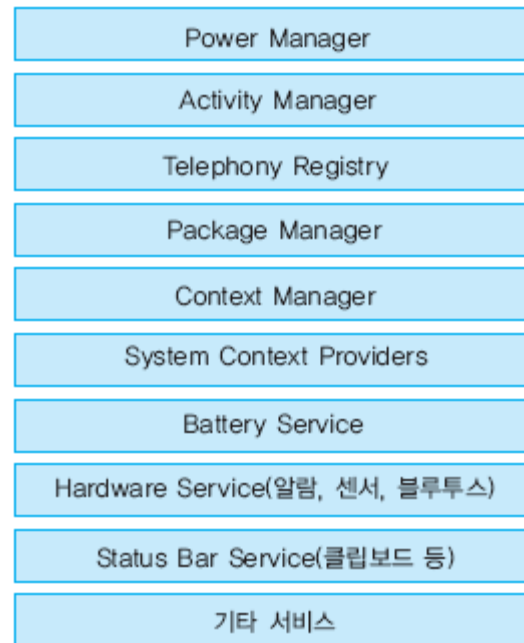 Power Manager
Activity Manager
Telephony Registry
Package Manager
Context Manager
System Context Providers
Battery Service
Hardware Service(알람, 센서, 블루투스)
Status Bar Service(클립보드 등)
기타 서비스